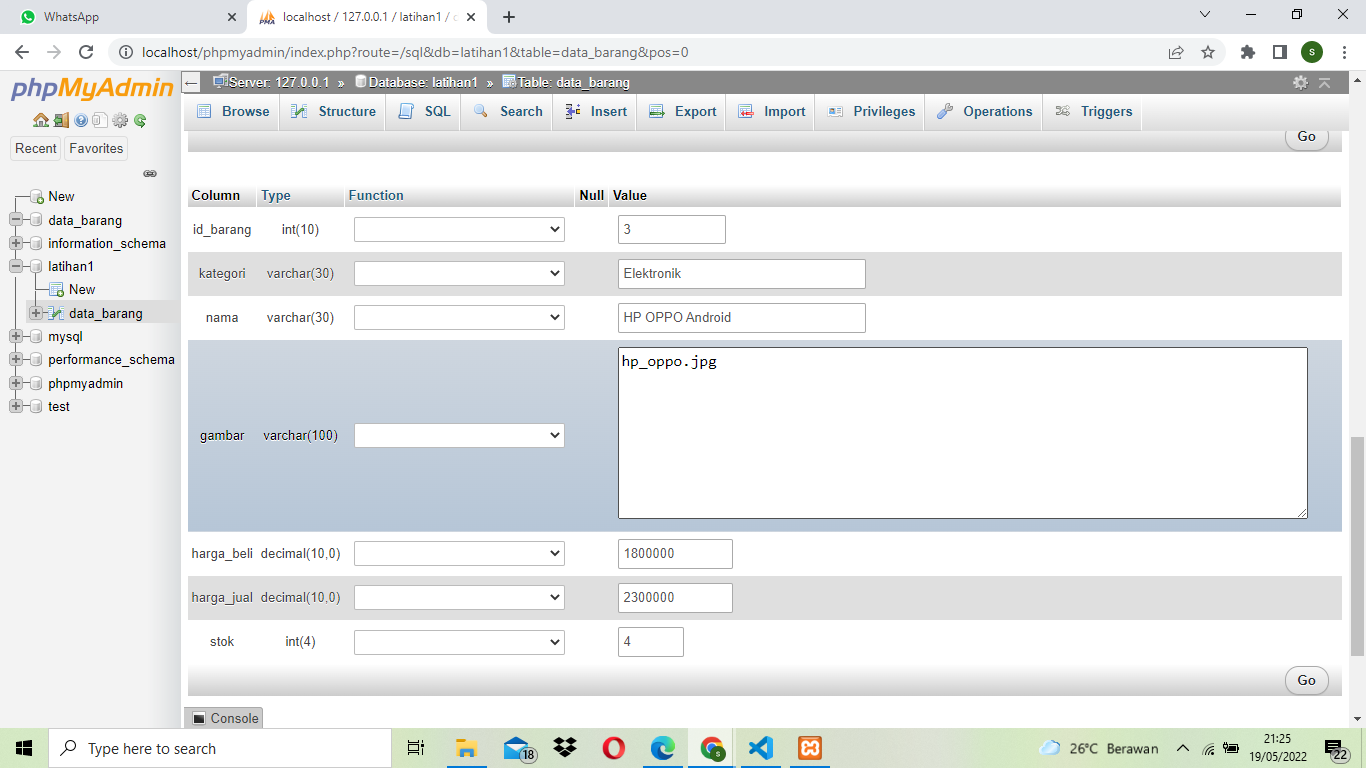 WhatsApp
localhost / 127.0.0.1 / latihan1 /
localhost/phpmyadmin/index.php?route=/sql&db=latihan1&table=data_barang&pos=0
S
phpMyAdmin
Server: 127.0.0.1 » Database: latihan1 » Table: data_barang
Browse Structure SQL Search Insert Export Import Privileges Operations Triggers
Recent Favorites
New
data_barang
information_schema
latihan1
New
data_barang
mysql
performance_schema
phpmyadmin
test
Go
Column Type Function Null Value
id_barang int(10) 3
kategori varchar(30) Elektronik
nama varchar(30) HP OPPO Android
gambar varchar(100) hp_oppo.jpg
harga_beli decimal(10,0) 1800000
harga_jual decimal(10,0) 2300000
stok int(4) 4
Go
Console
Type here to search
18
S
26°C Berawan
21:25
19/05/2022
22